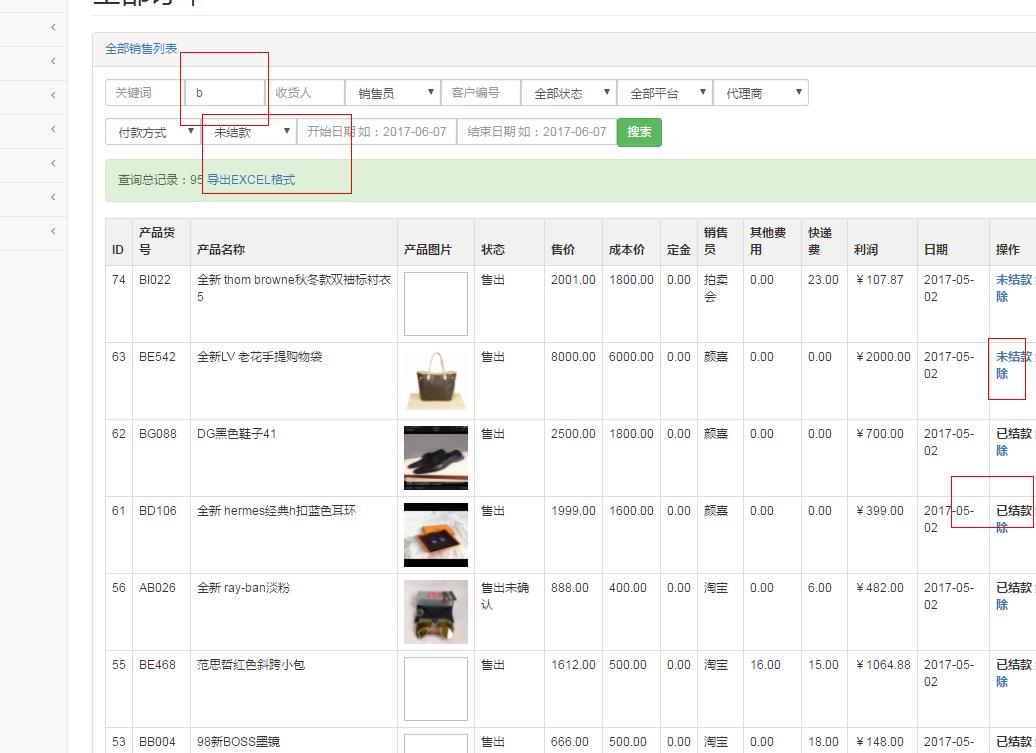 全部销售列表
关键词 b 收货人 销售员 客户编号 全部状态 全部平台 代理商
付款方式 未结款 开始日期 如：2017-06-07 结束日期 如：2017-06-07 搜索
查询总记录：95 导出EXCEL格式
ID 产品货号 产品名称 产品图片 状态 售价 成本价 定金 销售员 其他费用 快递费 利润 日期 操作
74 BI022 全新 thom browne秋冬款双袖标衬衣5 售出 2001.00 1800.00 0.00 拍卖会 0.00 23.00 ￥107.87 2017-05-02 未结款 除
63 BE542 全新LV 老花手提购物袋 售出 8000.00 6000.00 0.00 颜嘉 0.00 0.00 ￥2000.00 2017-05-02 未结款 除
62 BG088 DG黑色鞋子41 售出 2500.00 1800.00 0.00 颜嘉 0.00 0.00 ￥700.00 2017-05-02 已结款 除
61 BD106 全新 hermes经典h扣蓝色耳环 售出 1999.00 1600.00 0.00 颜嘉 0.00 0.00 ￥399.00 2017-05-02 已结款 除
56 AB026 全新 ray-ban淡粉 售出未确认 888.00 400.00 0.00 淘宝 0.00 6.00 ￥482.00 2017-05-02 已结款 除
55 BE468 范思哲红色斜跨小包 售出 1612.00 500.00 0.00 淘宝 16.00 15.00 ￥1064.88 2017-05-02 已结款 除
53 BB004 98新BOSS墨镜 售出 666.00 500.00 0.00 淘宝 0.00 18.00 ￥148.00 2017-05- 已结款